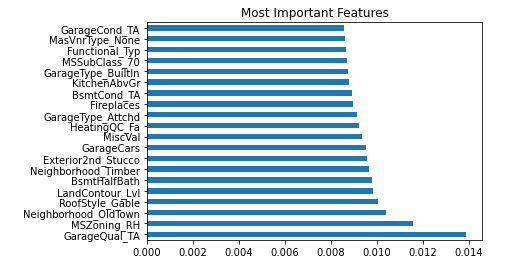 Most Important Features
GarageCond_TA
MasVnrType_None
Functional_Typ
MSSubClass_70
GarageType_BuiltIn
KitchenAbvGr
BsmtCond_TA
Fireplaces
GarageType_Attchd
HeatingQC_Fa
MiscVal
GarageCars
Exterior2nd_Stucco
Neighborhood_Timber
BsmtHalfBath
LandContour_Lvl
RoofStyle_Gable
Neighborhood_OldTown
MSZoning_RH
GarageQual_TA
0.000 0.002 0.004 0.006 0.008 0.010 0.012 0.014